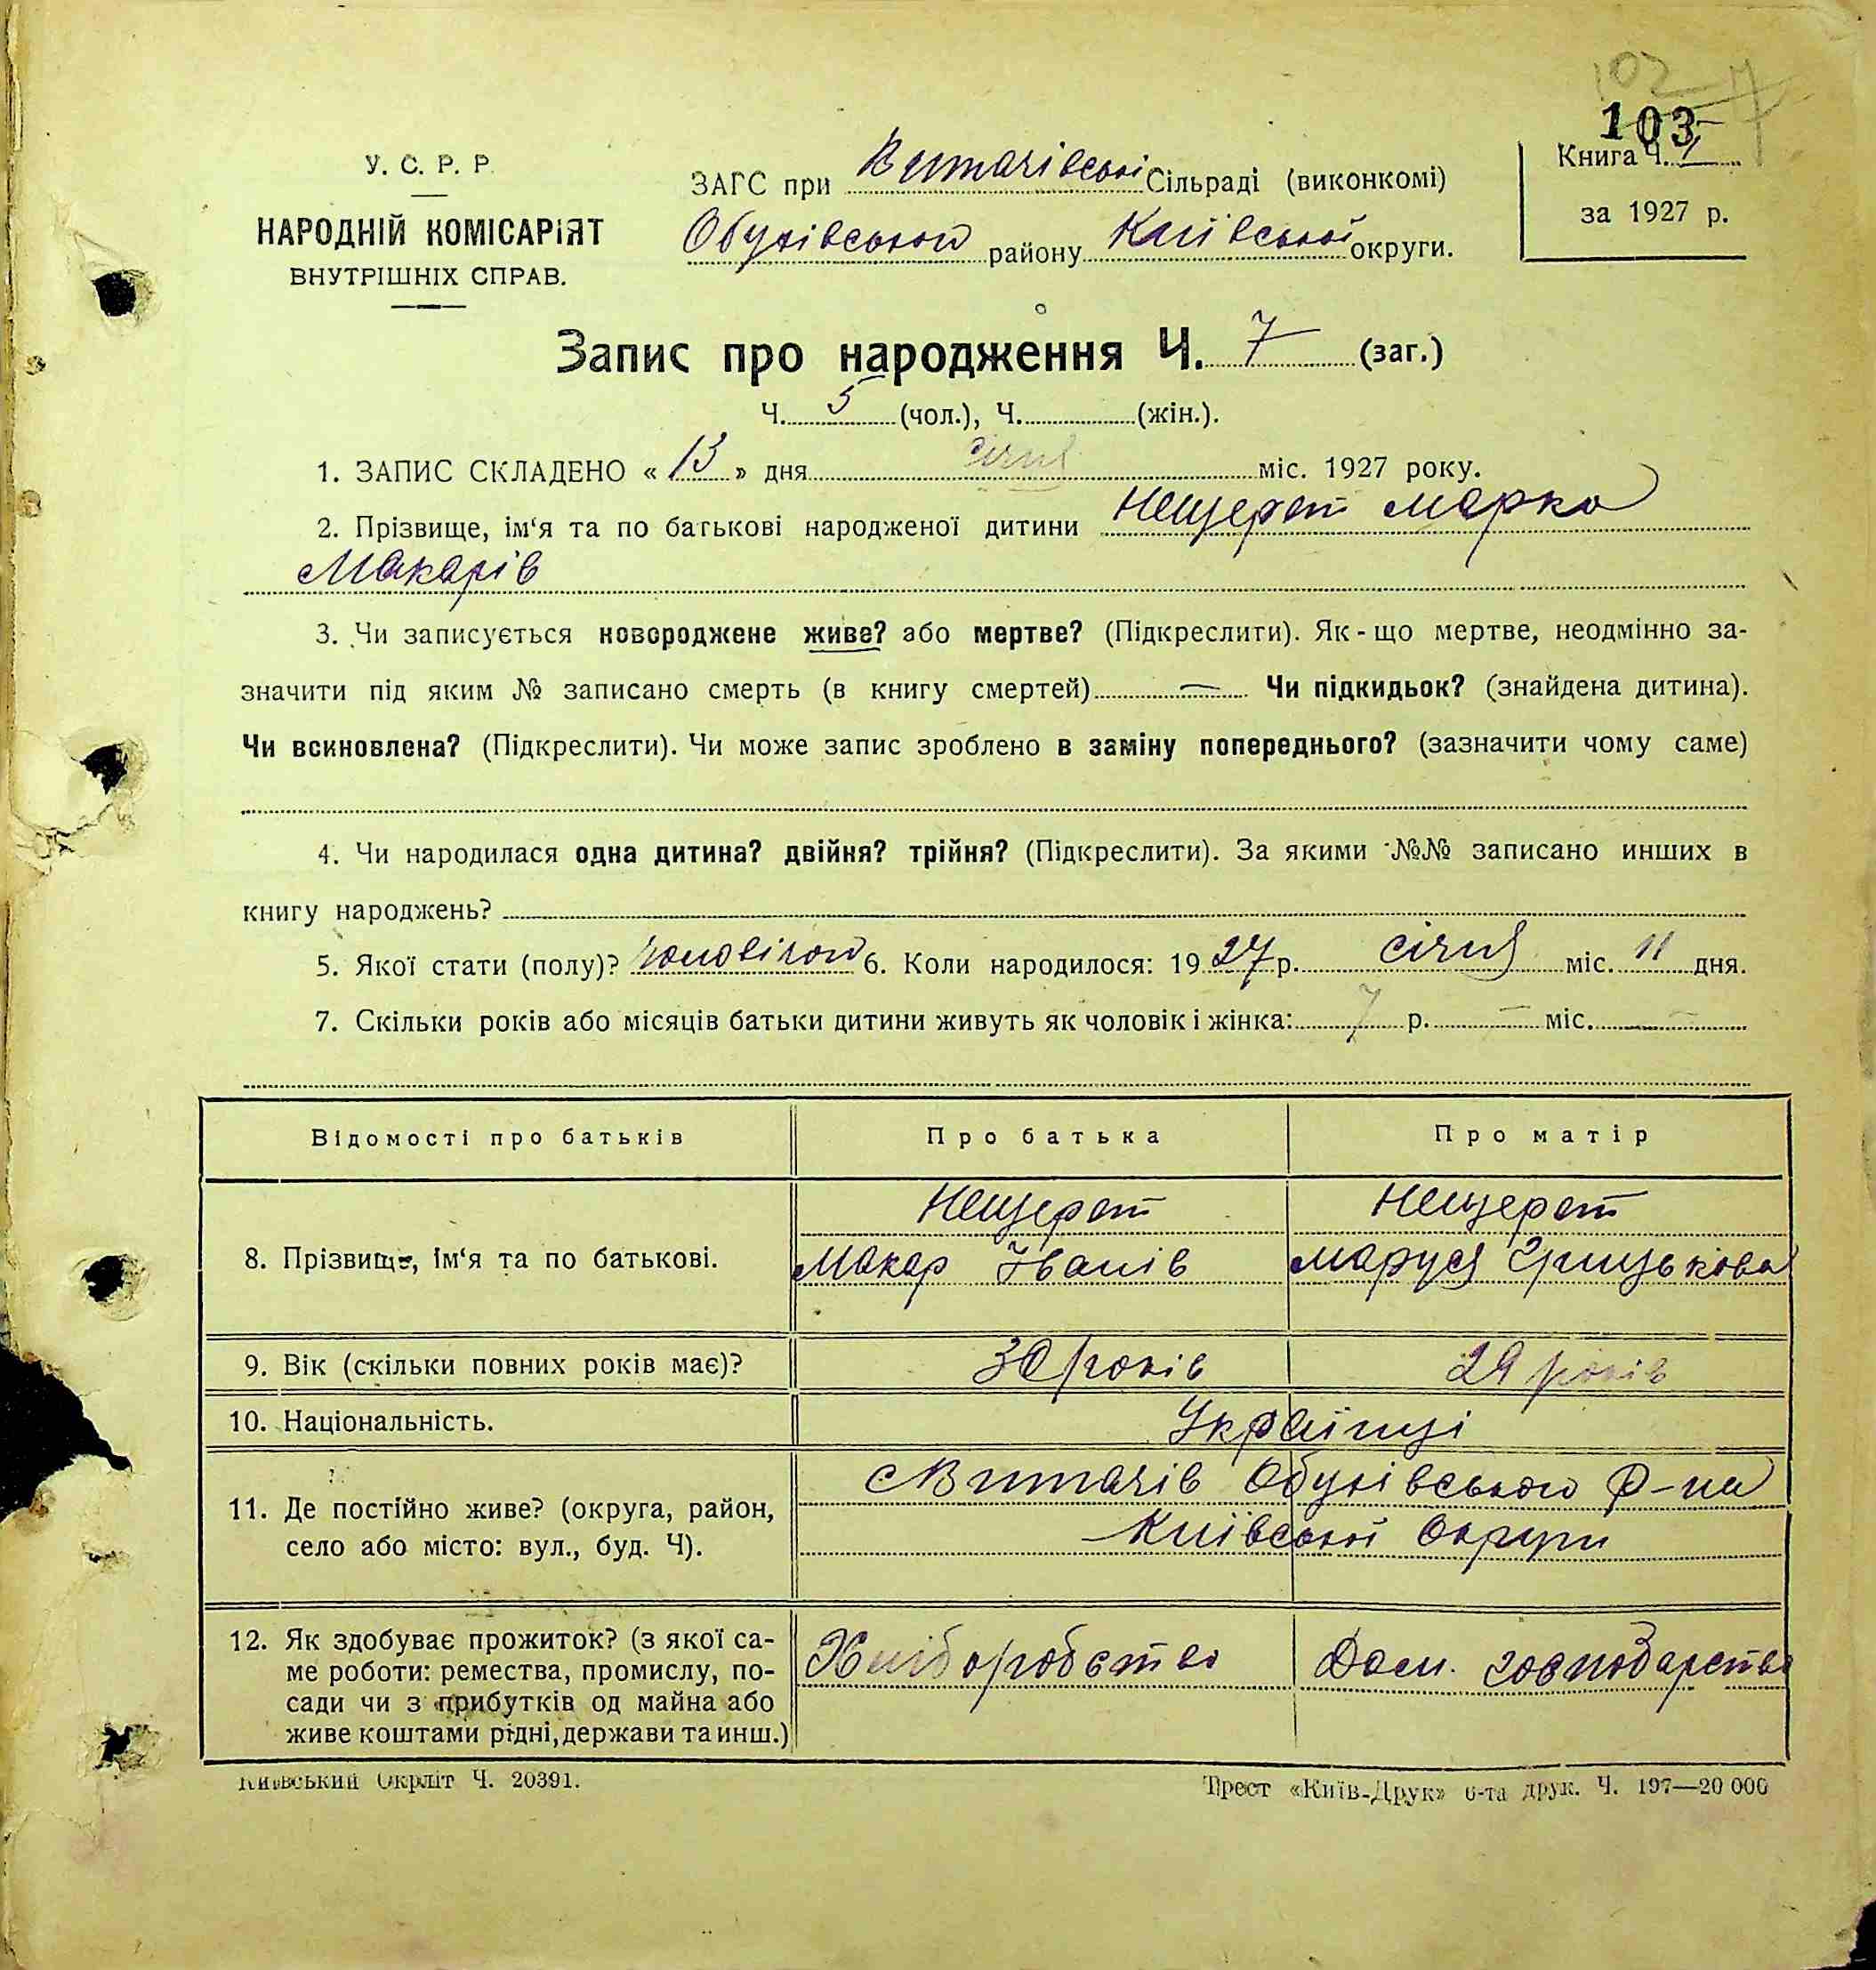 102
103
У. С. Р. Р.
НАРОДНІЙ КОМІСАРІЯТ
ВНУТРІШНІХ СПРАВ.
ЗАГС при Витачівські Сільраді (виконкомі)
Обухівського району Київської округи.
Книга Ч. 1
за 1927 р.
Запис про народження Ч. 7 (заг.)
Ч. 5 (чол.), Ч. (жін.).
1. ЗАПИС СКЛАДЕНО « 13 » дня січня міс. 1927 року.
2. Прізвище, ім'я та по батькові народженої дитини Нещерет Марко
Макарів
3. Чи записується новороджене живе? або мертве? (Підкреслити). Як-що мертве, неодмінно за-
значити під яким № записано смерть (в книгу смертей) — Чи підкидьок? (знайдена дитина).
Чи всиновлена? (Підкреслити). Чи може запис зроблено в заміну попереднього? (зазначити чому саме)
4. Чи народилася одна дитина? двійня? трійня? (Підкреслити). За якими №№ записано инших в
книгу народжень?
5. Якої стати (полу)? чоловічого 6. Коли народилося: 1927 р. січня міс. 11 дня.
7. Скільки років або місяців батьки дитини живуть як чоловік і жінка: 7 р. — міс. —
Відомості про батьків Про батька Про матір
8. Прізвище, ім'я та по батькові. Нещерет Нещерет
Макар Іванів Маруся Грицькова
9. Вік (скільки повних років має)? 30 років 29 років
10. Національність. Українці
11. Де постійно живе? (округа, район, с Витачів Обухівського Р-на
село або місто: вул., буд. Ч). Київської Округи
12. Як здобуває прожиток? (з якої са- Хліборобство Дом. господарство
ме роботи: ремества, промислу, по-
сади чи з прибутків од майна або
живе коштами рідні, держави та инш.)
Київський Окрліт Ч. 20391.
Трест «Київ-Друк» 6-та друк. Ч. 197—20 000